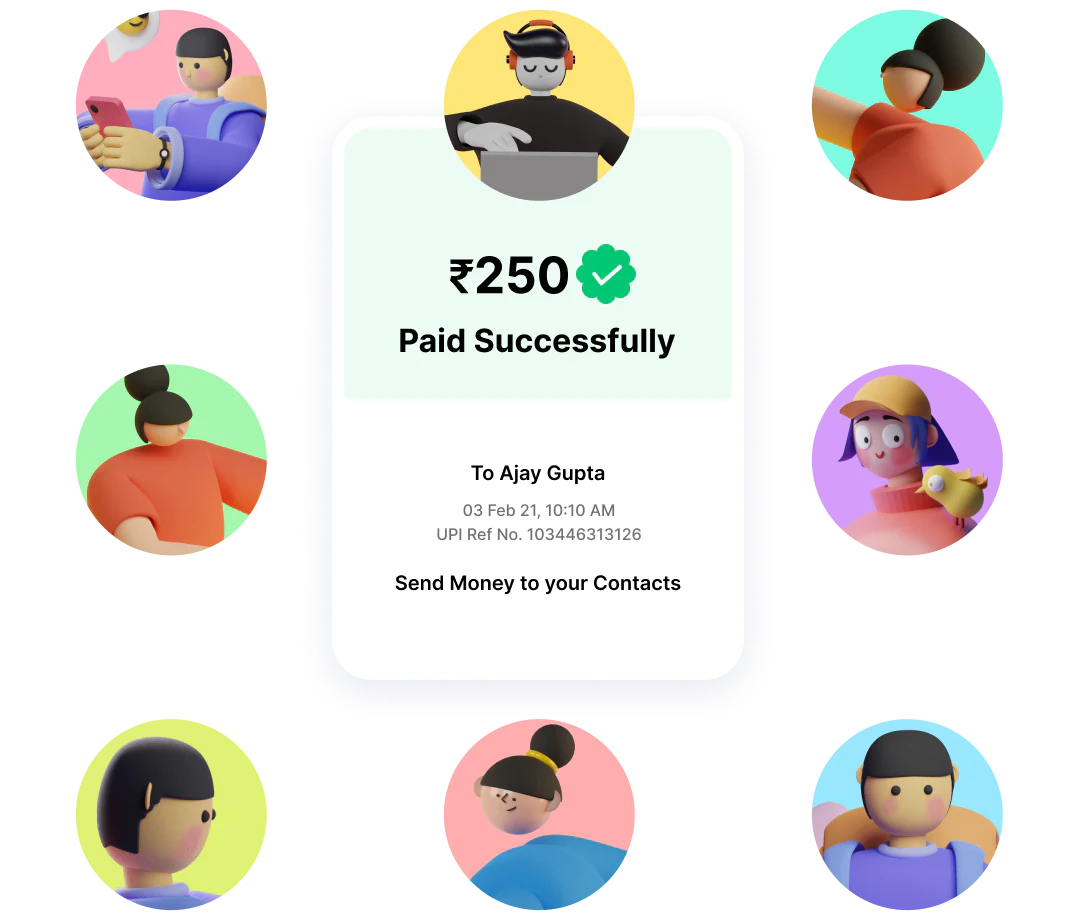 ₹250
Paid Successfully
To Ajay Gupta
03 Feb 21, 10:10 AM
UPI Ref No. 103446313126
Send Money to your Contacts